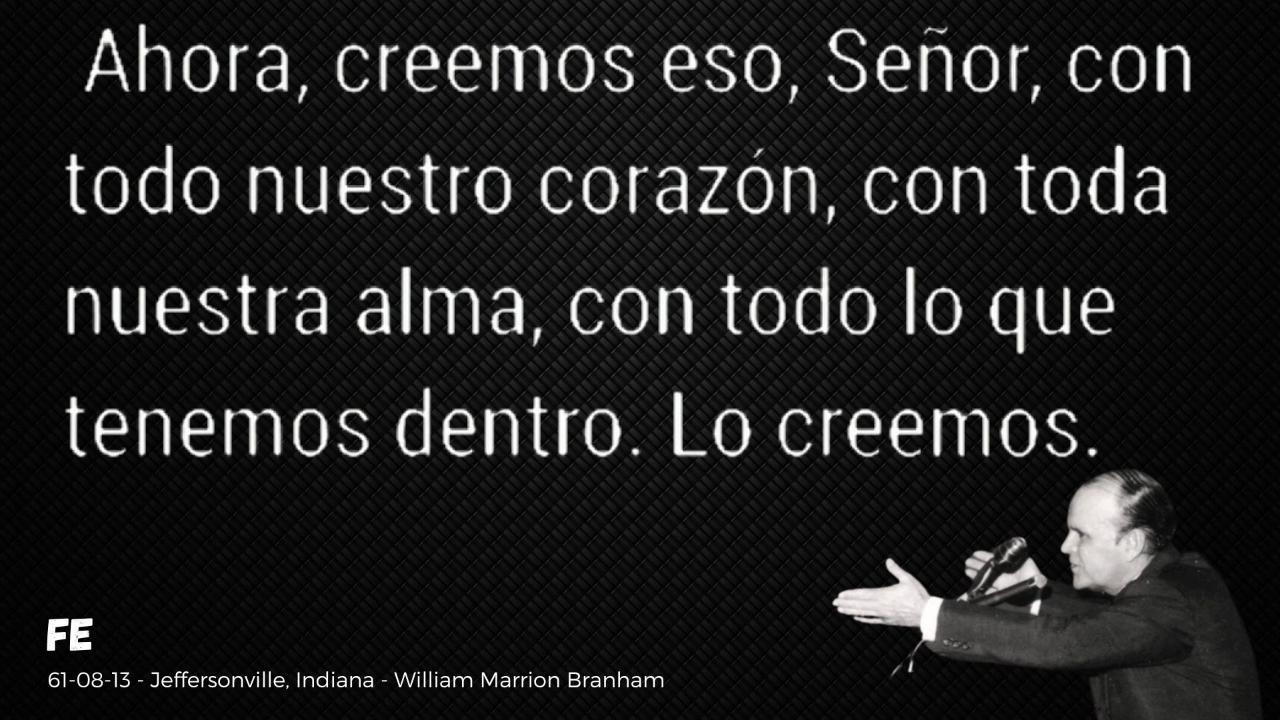 Ahora, creemos eso, Señor, con
todo nuestro corazón, con toda
nuestra alma, con todo lo que
tenemos dentro. Lo creemos.
FE
61-08-13 - Jeffersonville, Indiana - William Marrion Branham